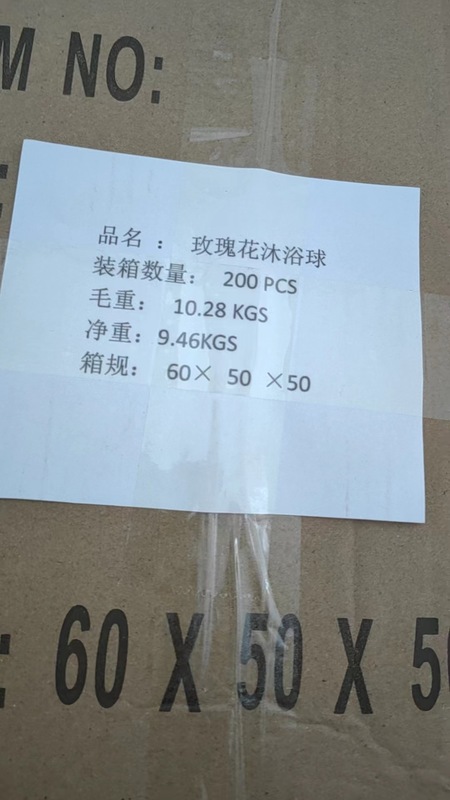 M NO:
品名 ： 玫瑰花沐浴球
装箱数量： 200 PCS
毛重： 10.28 KGS
净重：9.46KGS
箱规： 60× 50 ×50
: 60 X 50 X 5